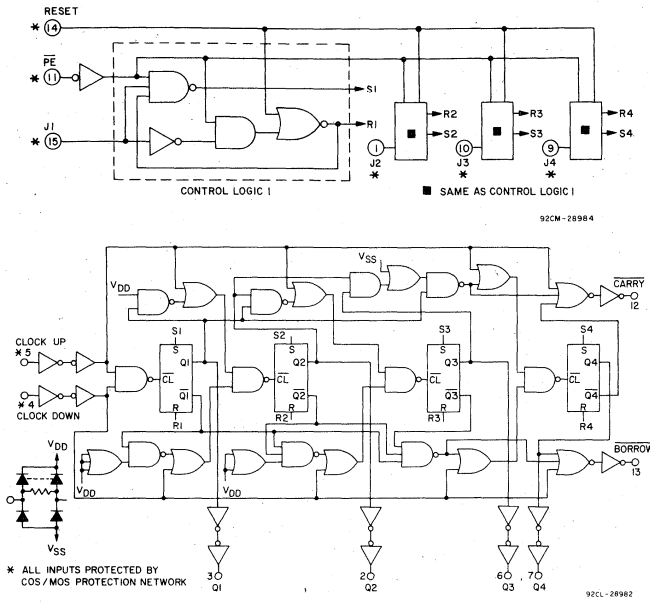 RESET
* 14
PE
* 11
S1
J1
* 15
R1
CONTROL LOGIC 1
R2
S2
R3
S3
R4
S4
1
J2
*
10
J3
*
9
J4
*
■ SAME AS CONTROL LOGIC 1
92CM-28984
VSS
VDD
CARRY
12
S1
S2
S3
S4
CLOCK UP
* 5
S
Q1
CL
Q1
R
R1
S
Q2
CL
Q2
R
R2
S
Q3
CL
Q3
R
R3
S
Q4
CL
Q4
R
R4
* 4
CLOCK DOWN
VDD
VDD
VDD
BORROW
13
VSS
* ALL INPUTS PROTECTED BY
COS/MOS PROTECTION NETWORK
3
Q1
2
Q2
6
Q3
7
Q4
92CL-28982